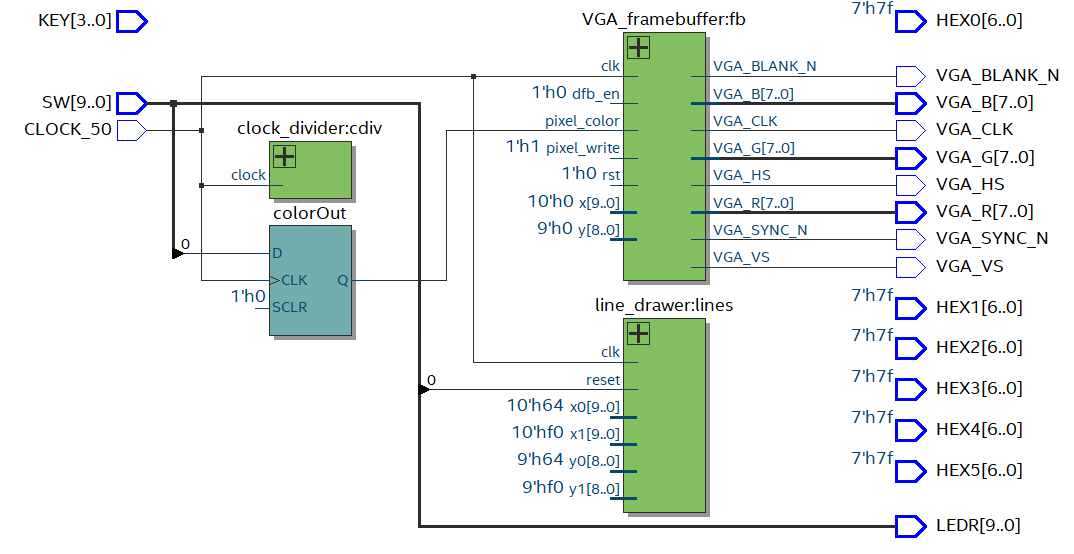 KEY[3..0]
SW[9..0]
CLOCK_50
clock_divider:cdiv
clock
colorOut
0
D
CLK
Q
1'h0 SCLR
VGA_framebuffer:fb
clk
1'h0 dfb_en
pixel_color
1'h1 pixel_write
1'h0 rst
10'h0 x[9..0]
9'h0 y[8..0]
VGA_BLANK_N
VGA_B[7..0]
VGA_CLK
VGA_G[7..0]
VGA_HS
VGA_R[7..0]
VGA_SYNC_N
VGA_VS
line_drawer:lines
clk
0
reset
10'h64 x0[9..0]
10'hf0 x1[9..0]
9'h64 y0[8..0]
9'hf0 y1[8..0]
7'h7f HEX0[6..0]
VGA_BLANK_N
VGA_B[7..0]
VGA_CLK
VGA_G[7..0]
VGA_HS
VGA_R[7..0]
VGA_SYNC_N
VGA_VS
7'h7f HEX1[6..0]
7'h7f HEX2[6..0]
7'h7f HEX3[6..0]
7'h7f HEX4[6..0]
7'h7f HEX5[6..0]
LEDR[9..0]